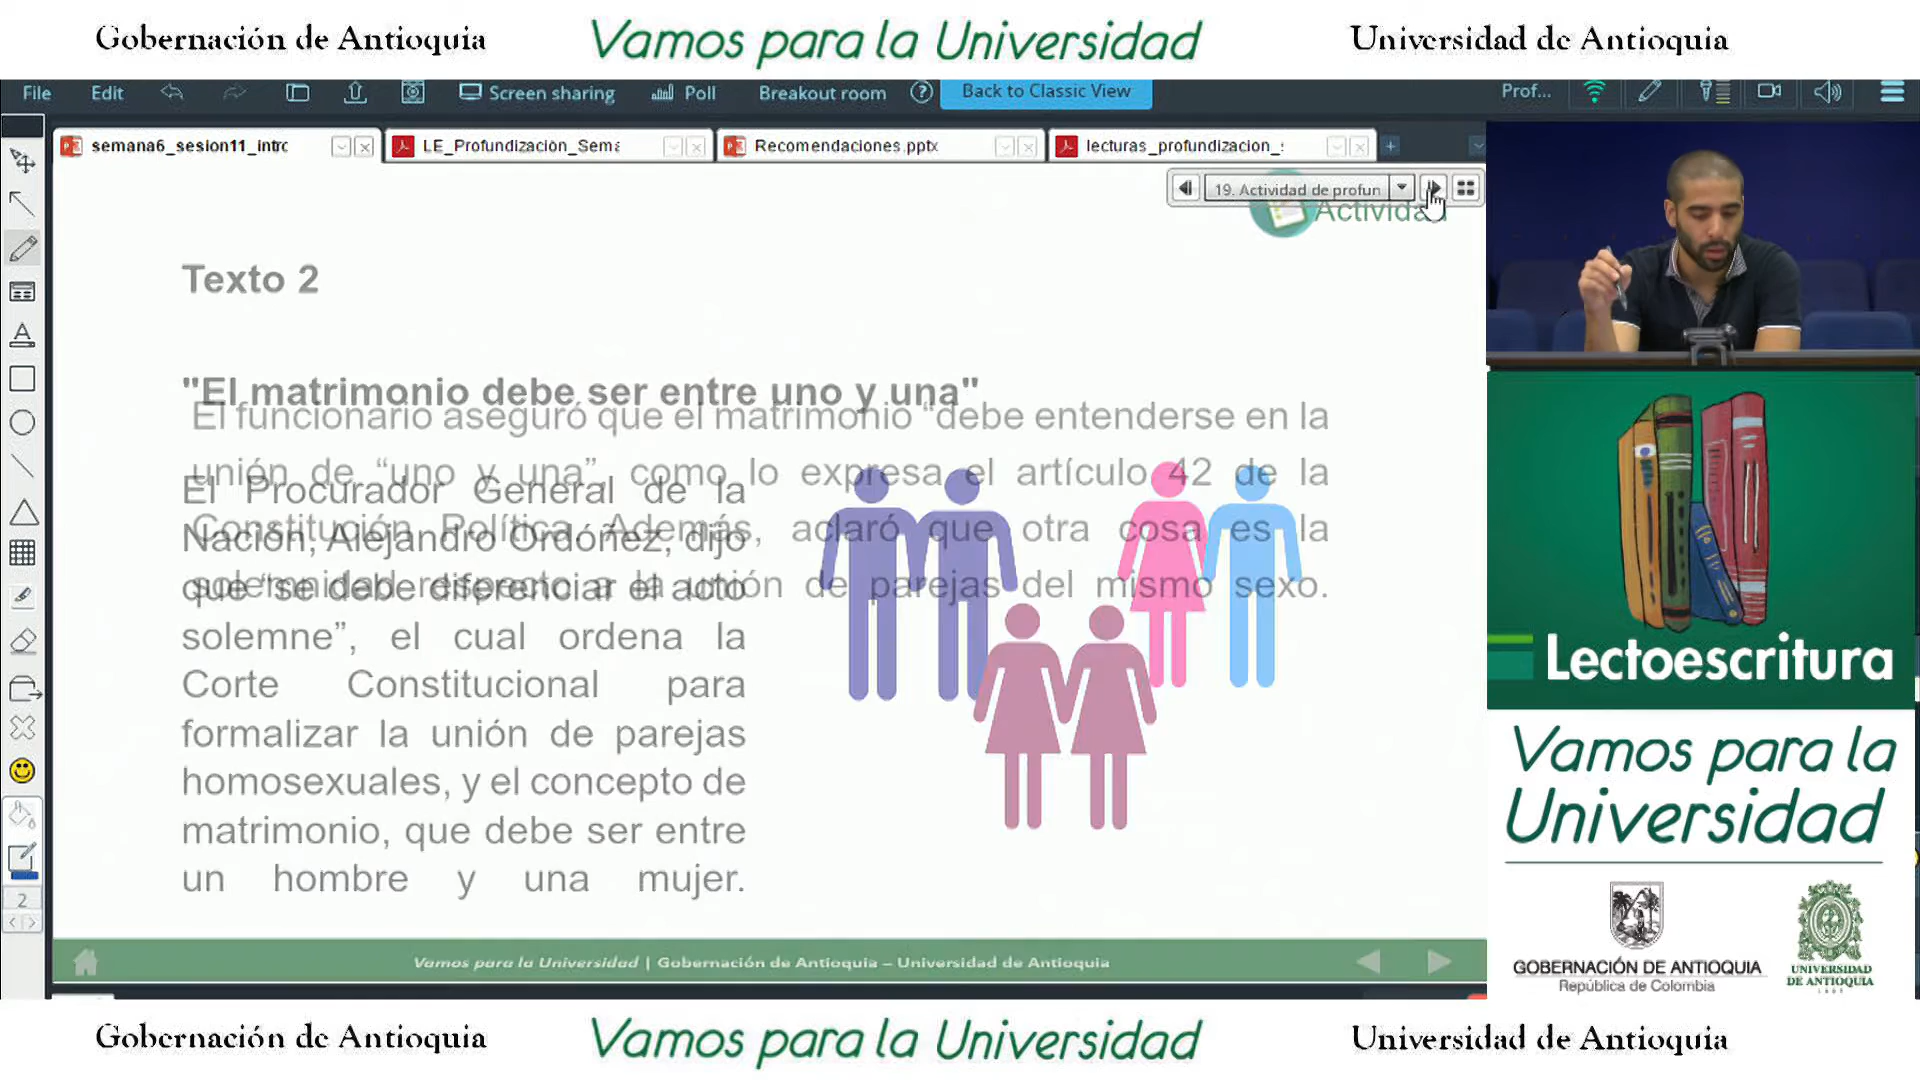 Gobernación de Antioquia
Vamos para la Universidad
Universidad de Antioquia
File
Edit
Screen sharing
Poll
Breakout room
Back to Classic View
Prof...
semana6_sesion11_intro
LE_Profundización_Sema
Recomendaciones.pptx
lecturas_profundizacion_s
19. Actividad de profun
Actividad
Texto 2
"El matrimonio debe ser entre uno y una"
El funcionario aseguró que el matrimonio “debe entenderse en la
unión de “uno y una”, como lo expresa el artículo 42 de la
Constitución Política. Además, aclaró que otra cosa es la
solemnidad respecto a la unión de parejas del mismo sexo.
El Procurador General de la
Nación, Alejandro Ordóñez, dijo
que “se debe diferenciar el acto
solemne”, el cual ordena la
Corte Constitucional para
formalizar la unión de parejas
homosexuales, y el concepto de
matrimonio, que debe ser entre
un hombre y una mujer.
2
Vamos para la Universidad | Gobernación de Antioquia – Universidad de Antioquia
Lectoescritura
Vamos para la
Universidad
GOBERNACIÓN DE ANTIOQUIA
República de Colombia
UNIVERSIDAD
DE ANTIOQUIA
1803
Gobernación de Antioquia
Vamos para la Universidad
Universidad de Antioquia